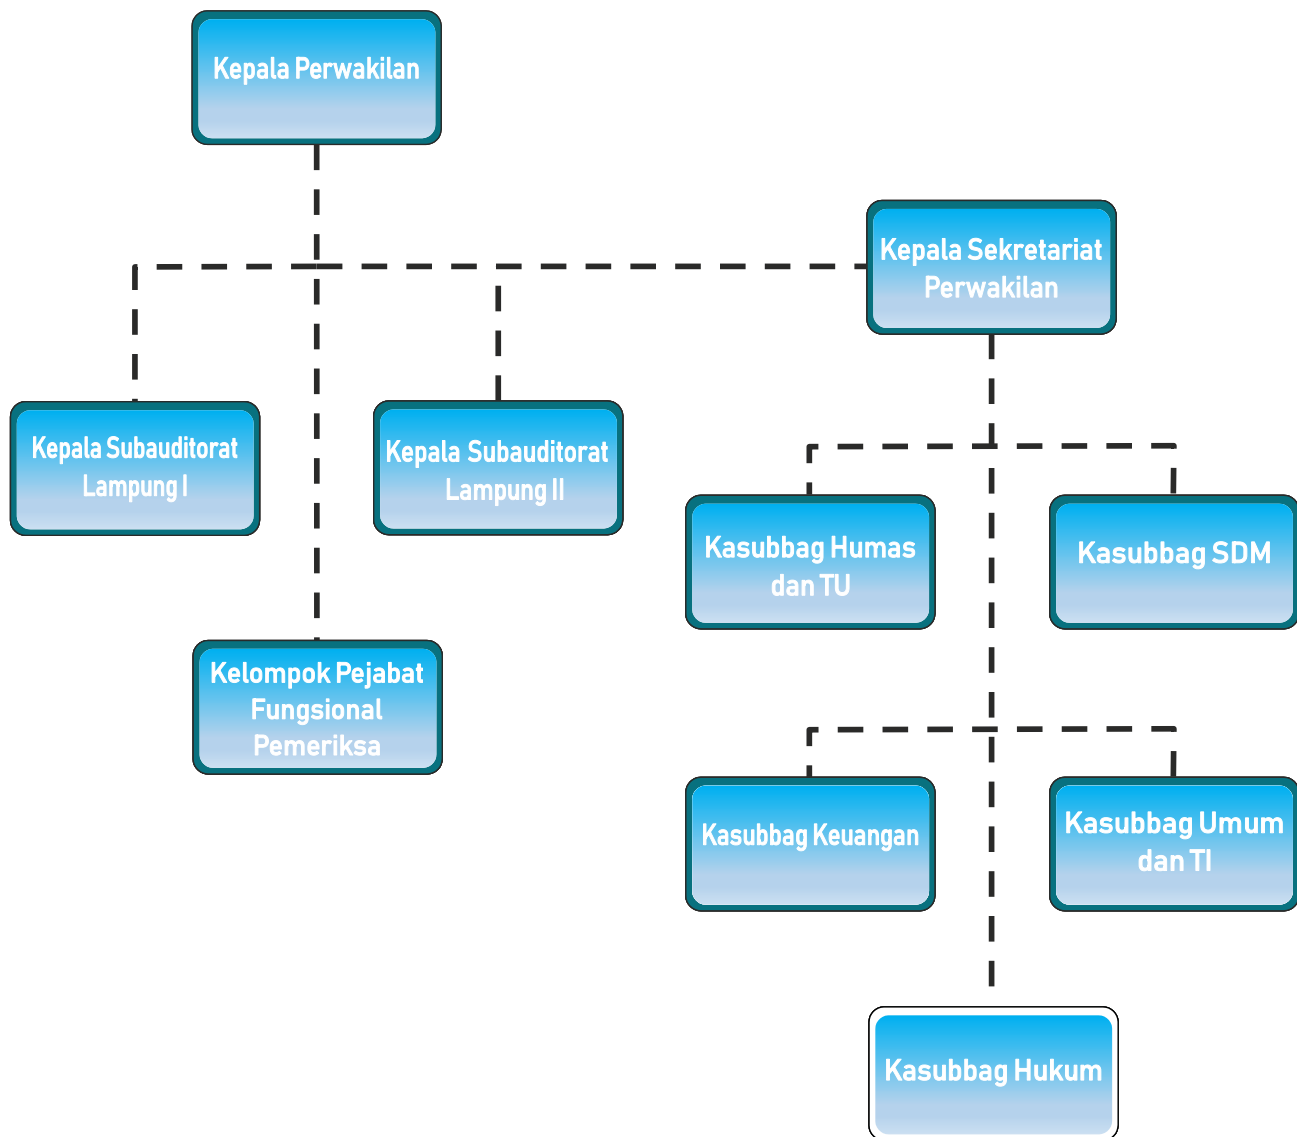 Kepala Perwakilan
Kepala Sekretariat
Perwakilan
Kepala Subauditorat
Lampung I
Kepala Subauditorat
Lampung II
Kasubbag Humas
dan TU
Kasubbag SDM
Kelompok Pejabat
Fungsional
Pemeriksa
Kasubbag Keuangan
Kasubbag Umum
dan TI
Kasubbag Hukum